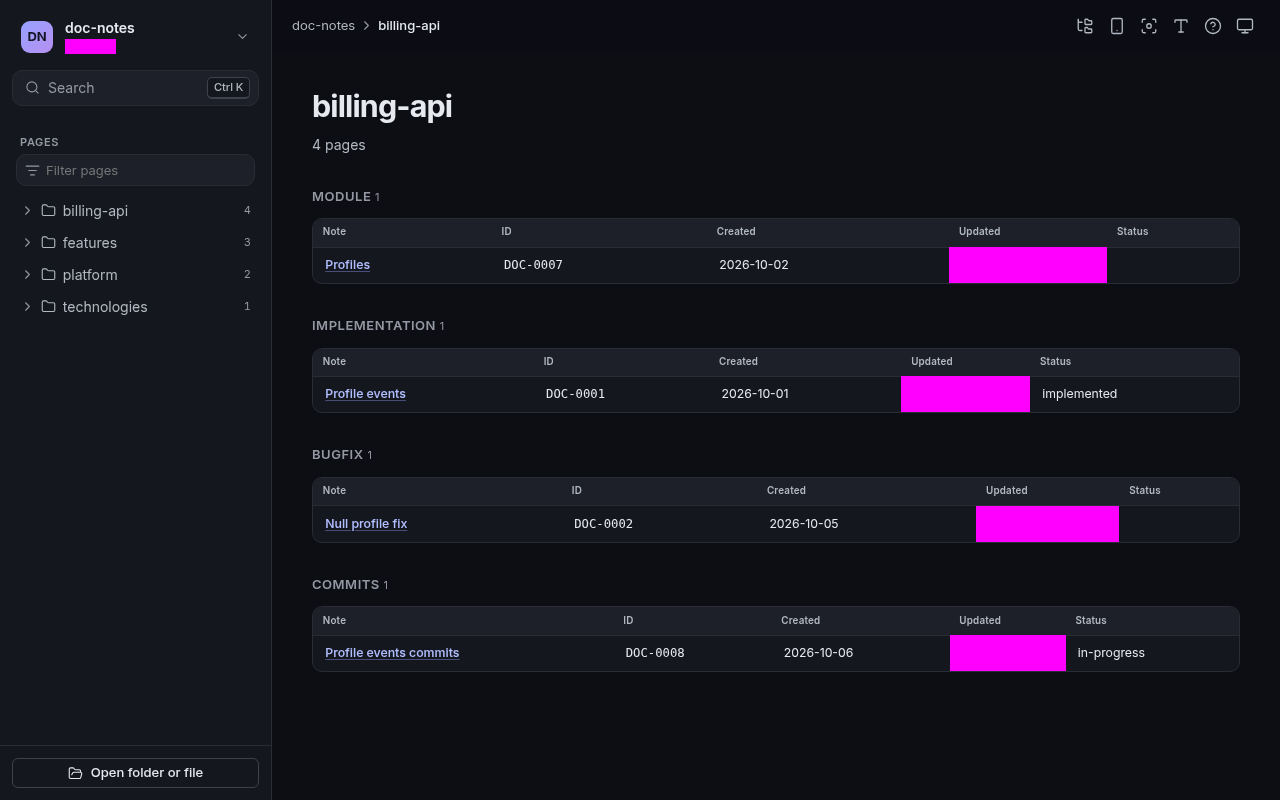 DN
doc-notes
Search
Ctrl K
PAGES
Filter pages
billing-api 4
features 3
platform 2
technologies 1
Open folder or file
doc-notes > billing-api
billing-api
4 pages
MODULE 1
Note ID Created Updated Status
Profiles DOC-0007 2026-10-02
IMPLEMENTATION 1
Note ID Created Updated Status
Profile events DOC-0001 2026-10-01 implemented
BUGFIX 1
Note ID Created Updated Status
Null profile fix DOC-0002 2026-10-05
COMMITS 1
Note ID Created Updated Status
Profile events commits DOC-0008 2026-10-06 in-progress